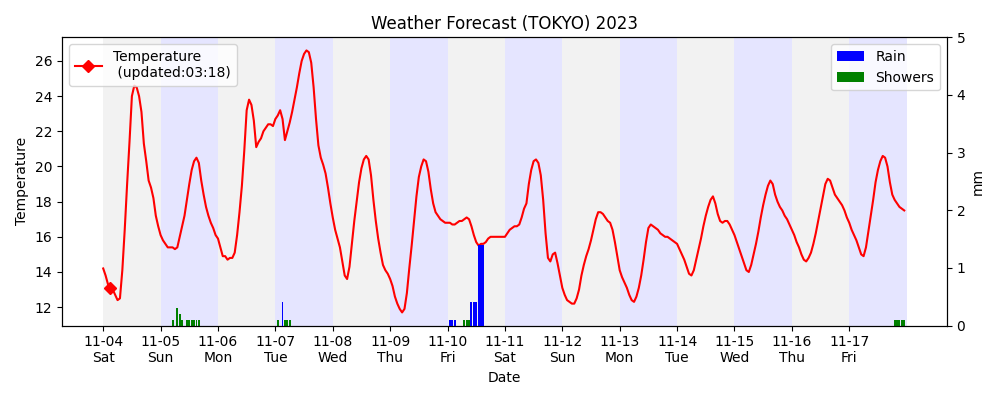 Weather Forecast (TOKYO) 2023
Temperature
(updated:03:18)
Rain
Showers
Temperature
26
24
22
20
18
16
14
12
5
4
3
2
1
0
mm
11-04 11-05 11-06 11-07 11-08 11-09 11-10 11-11 11-12 11-13 11-14 11-15 11-16 11-17
Sat Sun Mon Tue Wed Thu Fri Sat Sun Mon Tue Wed Thu Fri
Date